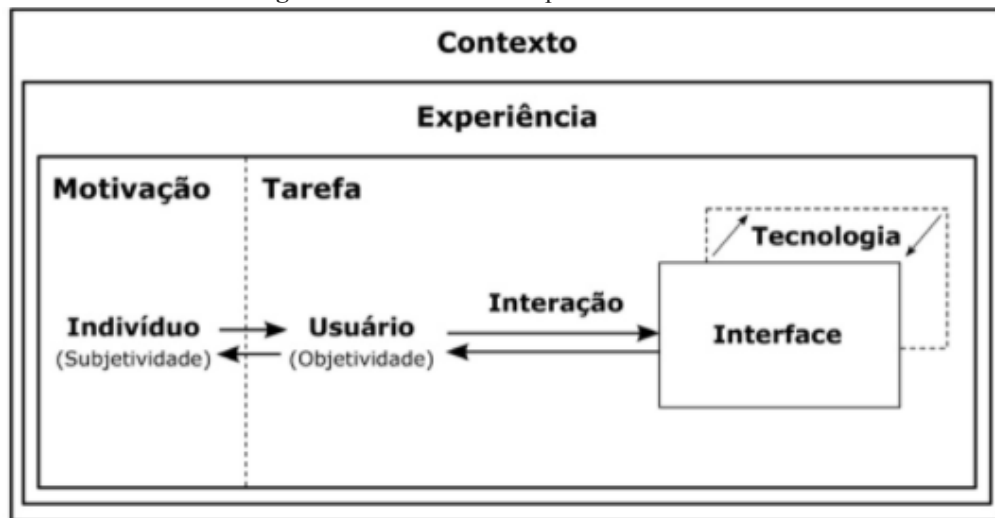 Contexto
Experiência
Motivação
Tarefa
Tecnologia
Interação
Indivíduo
(Subjetividade)
Usuário
(Objetividade)
Interface